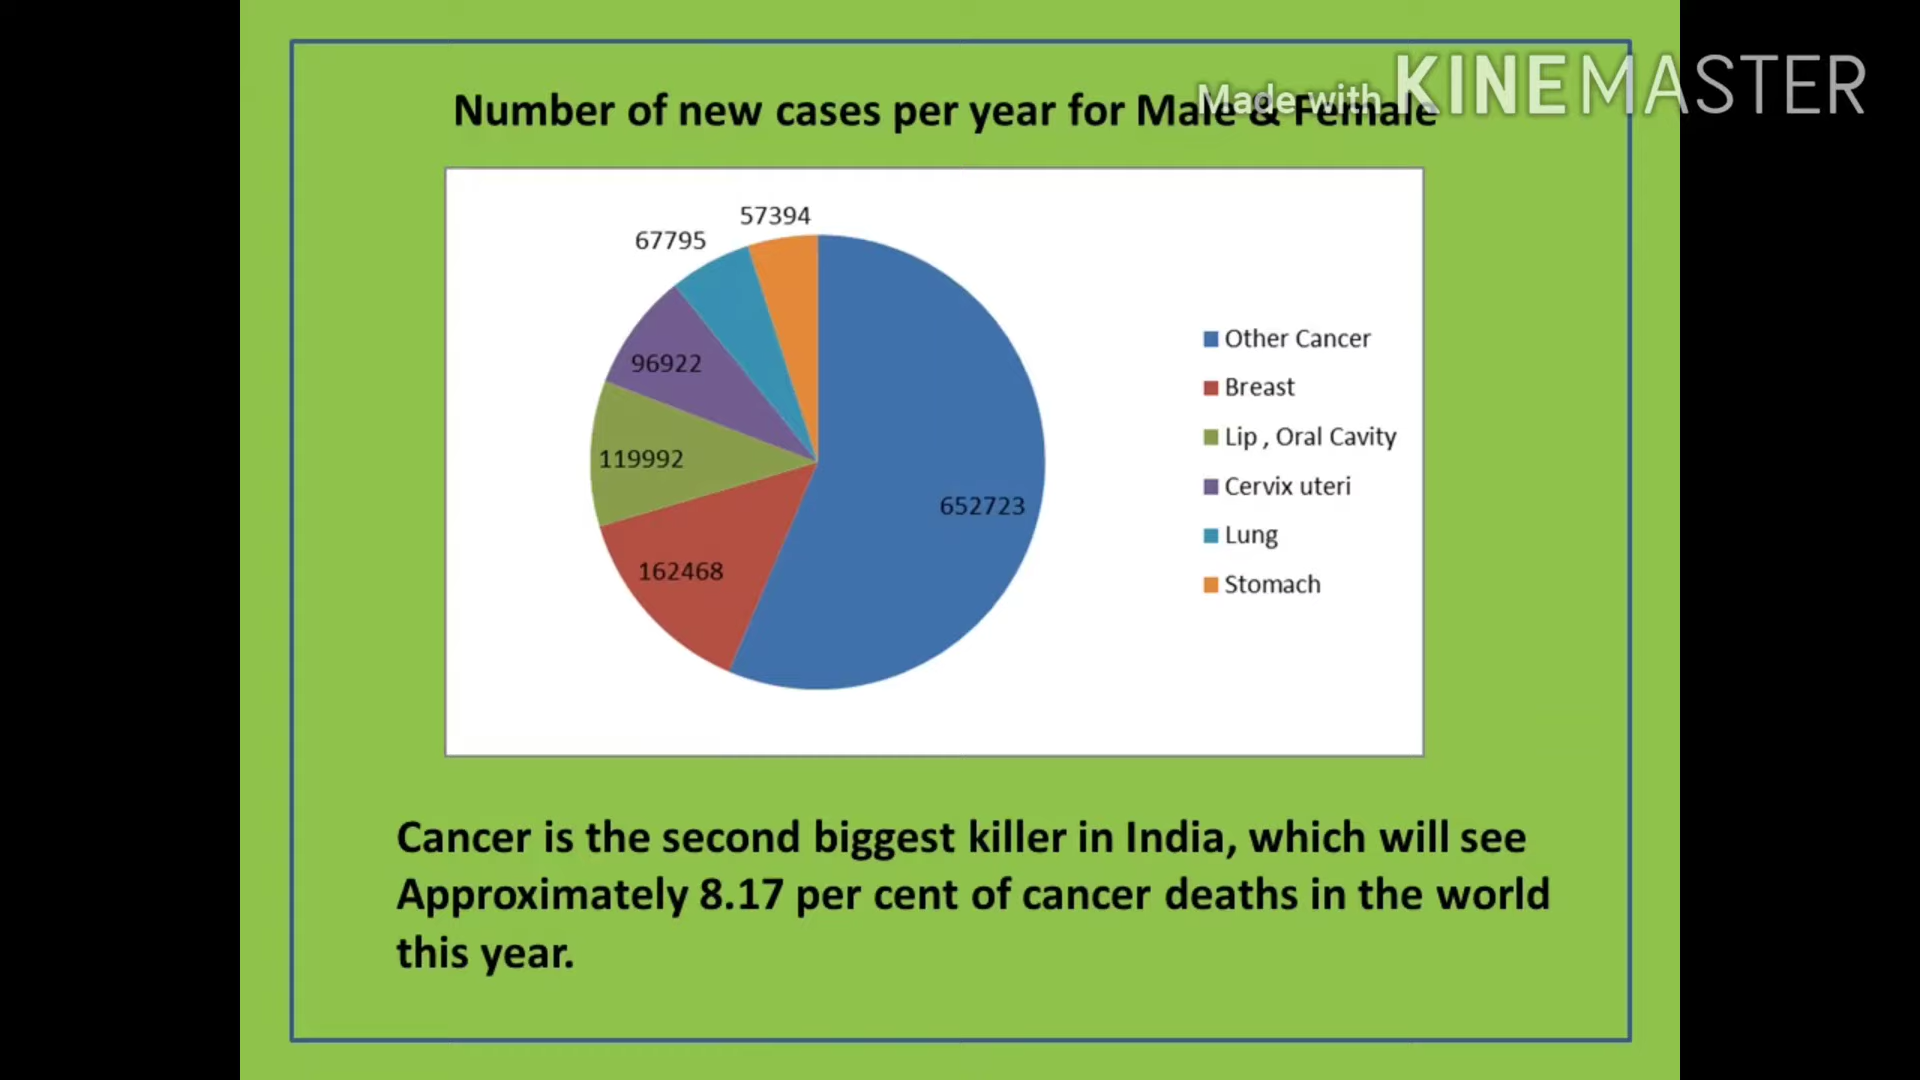 Made with KINEMASTER
Number of new cases per year for Male & Female
57394
67795
96922
119992
162468
652723
Other Cancer
Breast
Lip , Oral Cavity
Cervix uteri
Lung
Stomach
Cancer is the second biggest killer in India, which will see
Approximately 8.17 per cent of cancer deaths in the world
this year.